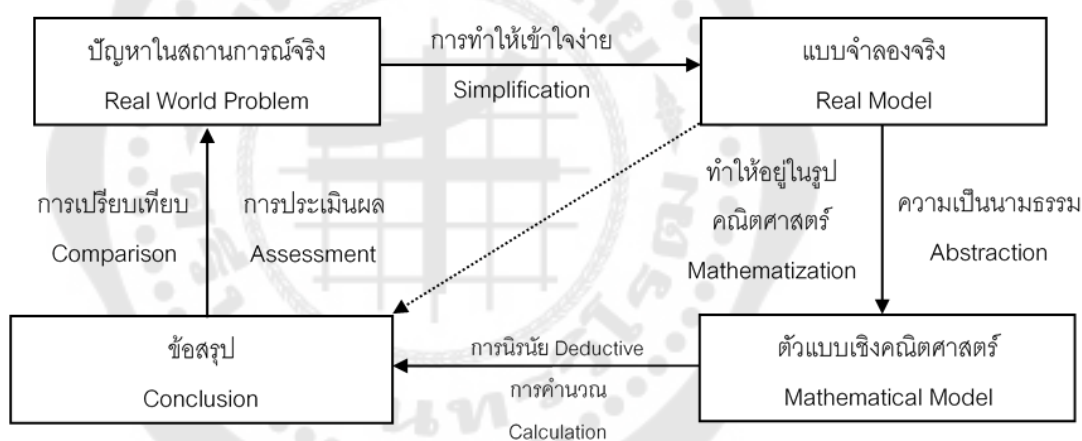 ปัญหาในสถานการณ์จริง
Real World Problem
การทำให้เข้าใจง่าย
Simplification
แบบจำลองจริง
Real Model
การเปรียบเทียบ
Comparison
การประเมินผล
Assessment
ทำให้อยู่ในรูป
คณิตศาสตร์
Mathematization
ความเป็นนามธรรม
Abstraction
ข้อสรุป
Conclusion
การนิรนัย Deductive
การคำนวณ
Calculation
ตัวแบบเชิงคณิตศาสตร์
Mathematical Model